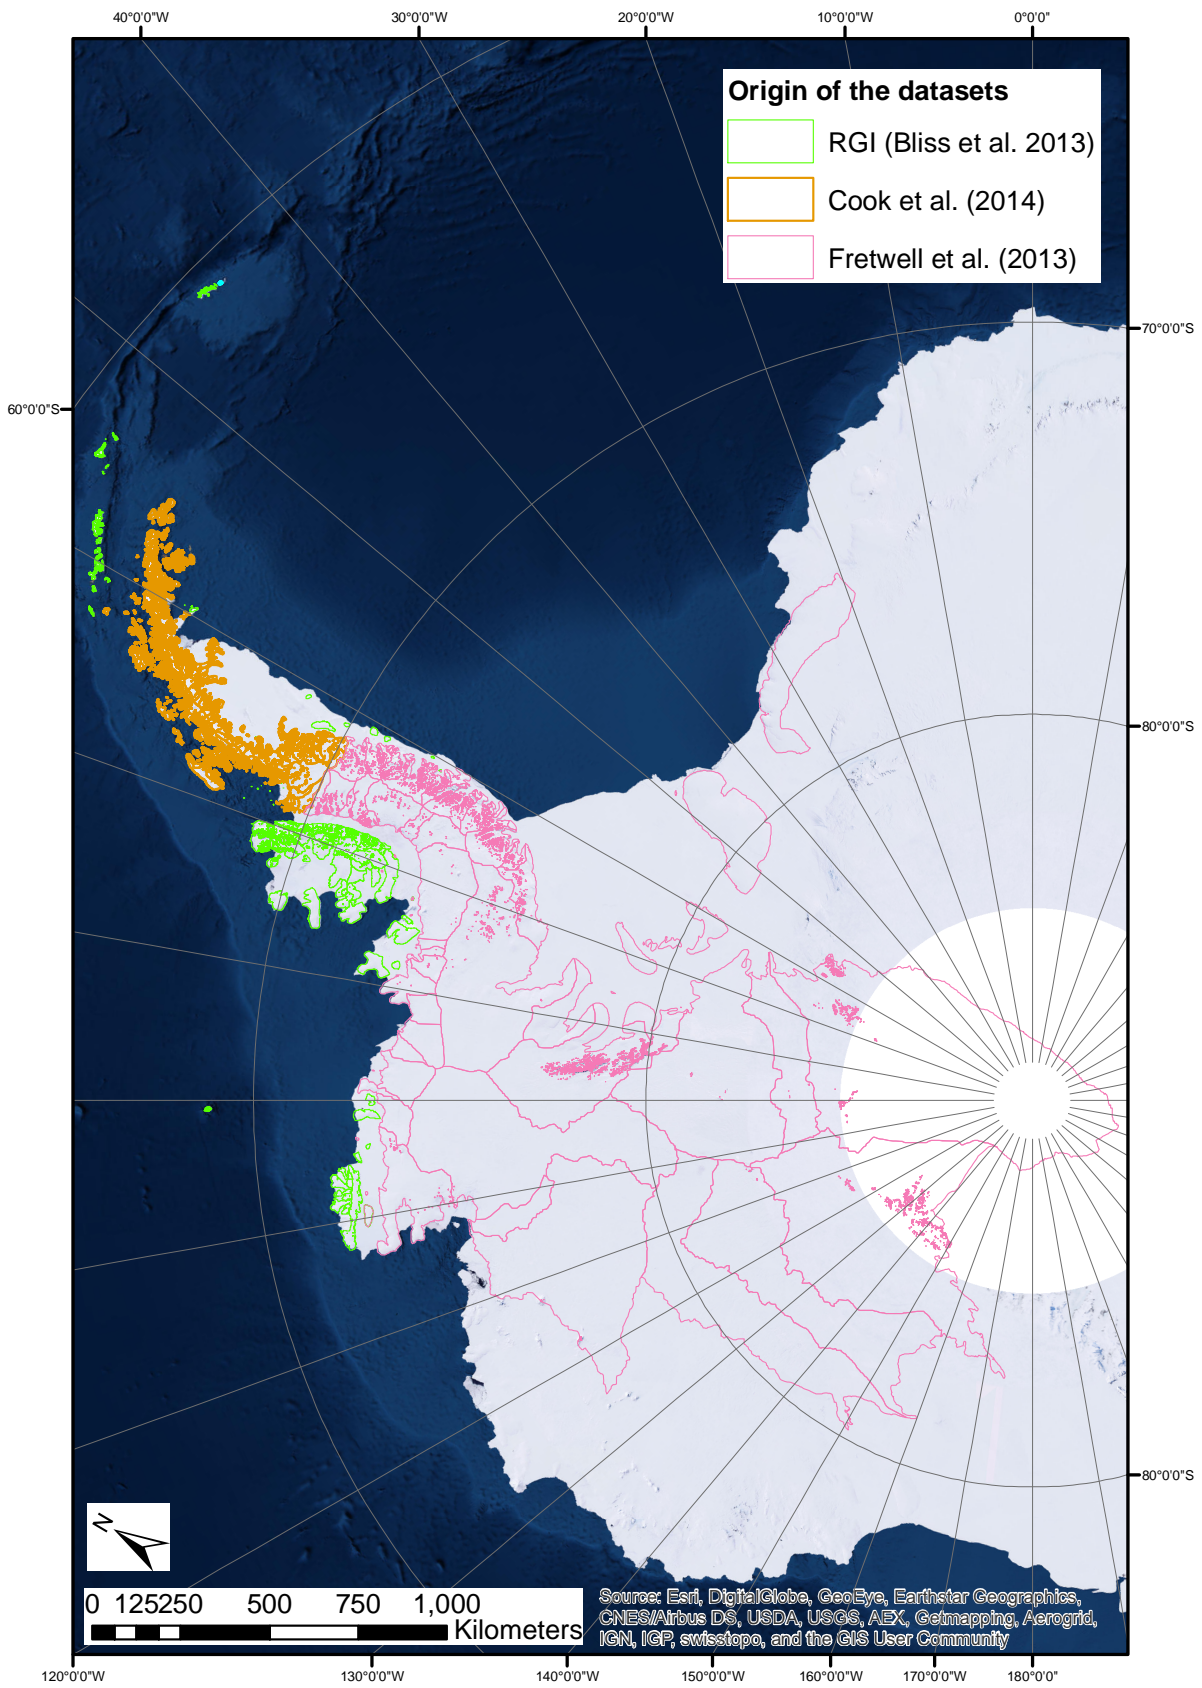 40°0'0"W
30°0'0"W
20°0'0"W
10°0'0"W
0°0'0"
Origin of the datasets
RGI (Bliss et al. 2013)
Cook et al. (2014)
Fretwell et al. (2013)
70°0'0"S
60°0'0"S
80°0'0"S
80°0'0"S
N
0 125 250 500 750 1,000
Kilometers
Source: Esri, DigitalGlobe, GeoEye, Earthstar Geographics,
CNES/Airbus DS, USDA, USGS, AEX, Getmapping, Aerogrid,
IGN, IGP, swisstopo, and the GIS User Community
120°0'0"W
130°0'0"W
140°0'0"W
150°0'0"W
160°0'0"W
170°0'0"W
180°0'0"